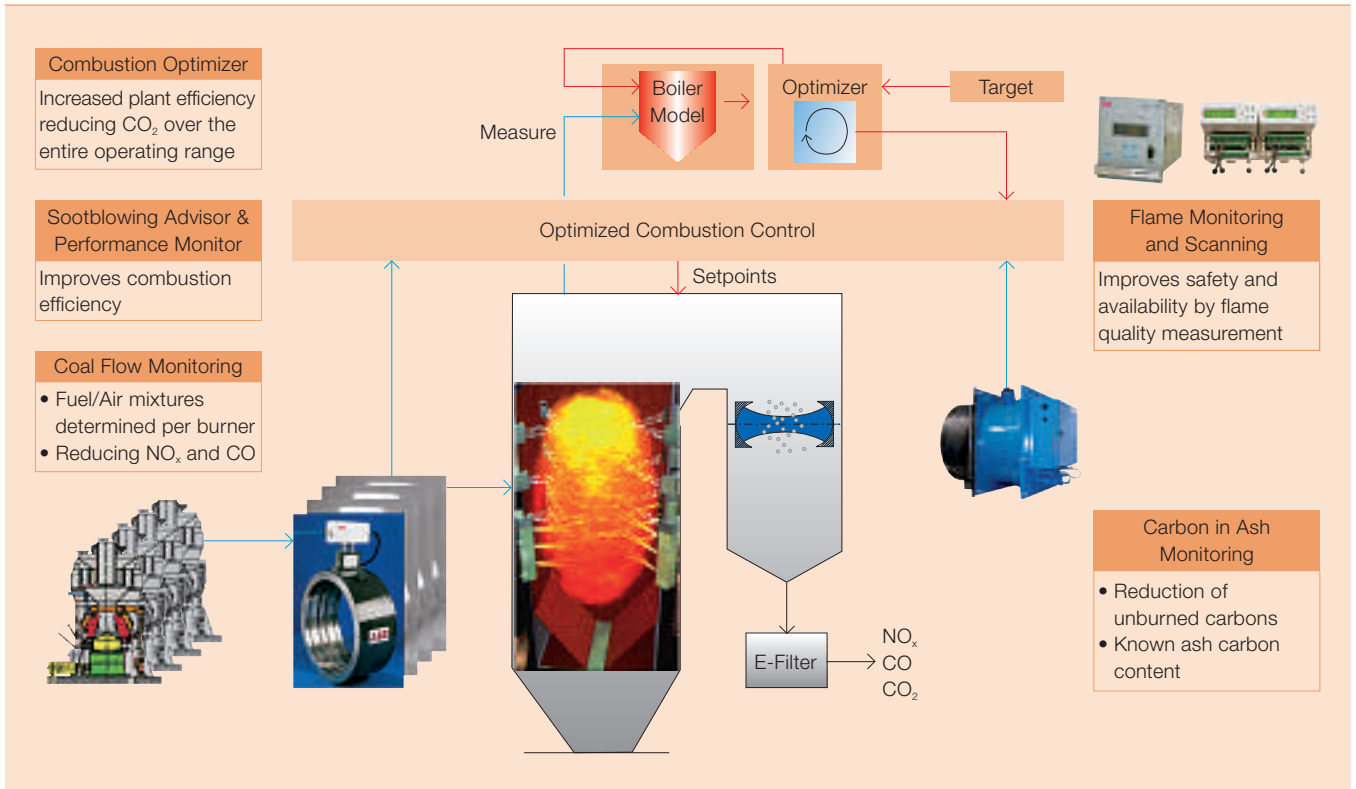 Combustion Optimizer
Increased plant efficiency
reducing CO₂ over the
entire operating range
Sootblowing Advisor &
Performance Monitor
Improves combustion
efficiency
Coal Flow Monitoring
• Fuel/Air mixtures
determined per burner
• Reducing NOₓ and CO
Measure
Boiler
Model
Optimizer
Target
Optimized Combustion Control
Setpoints
E-Filter
NOₓ
CO
CO₂
Flame Monitoring
and Scanning
Improves safety and
availability by flame
quality measurement
Carbon in Ash
Monitoring
• Reduction of
unburned carbons
• Known ash carbon
content